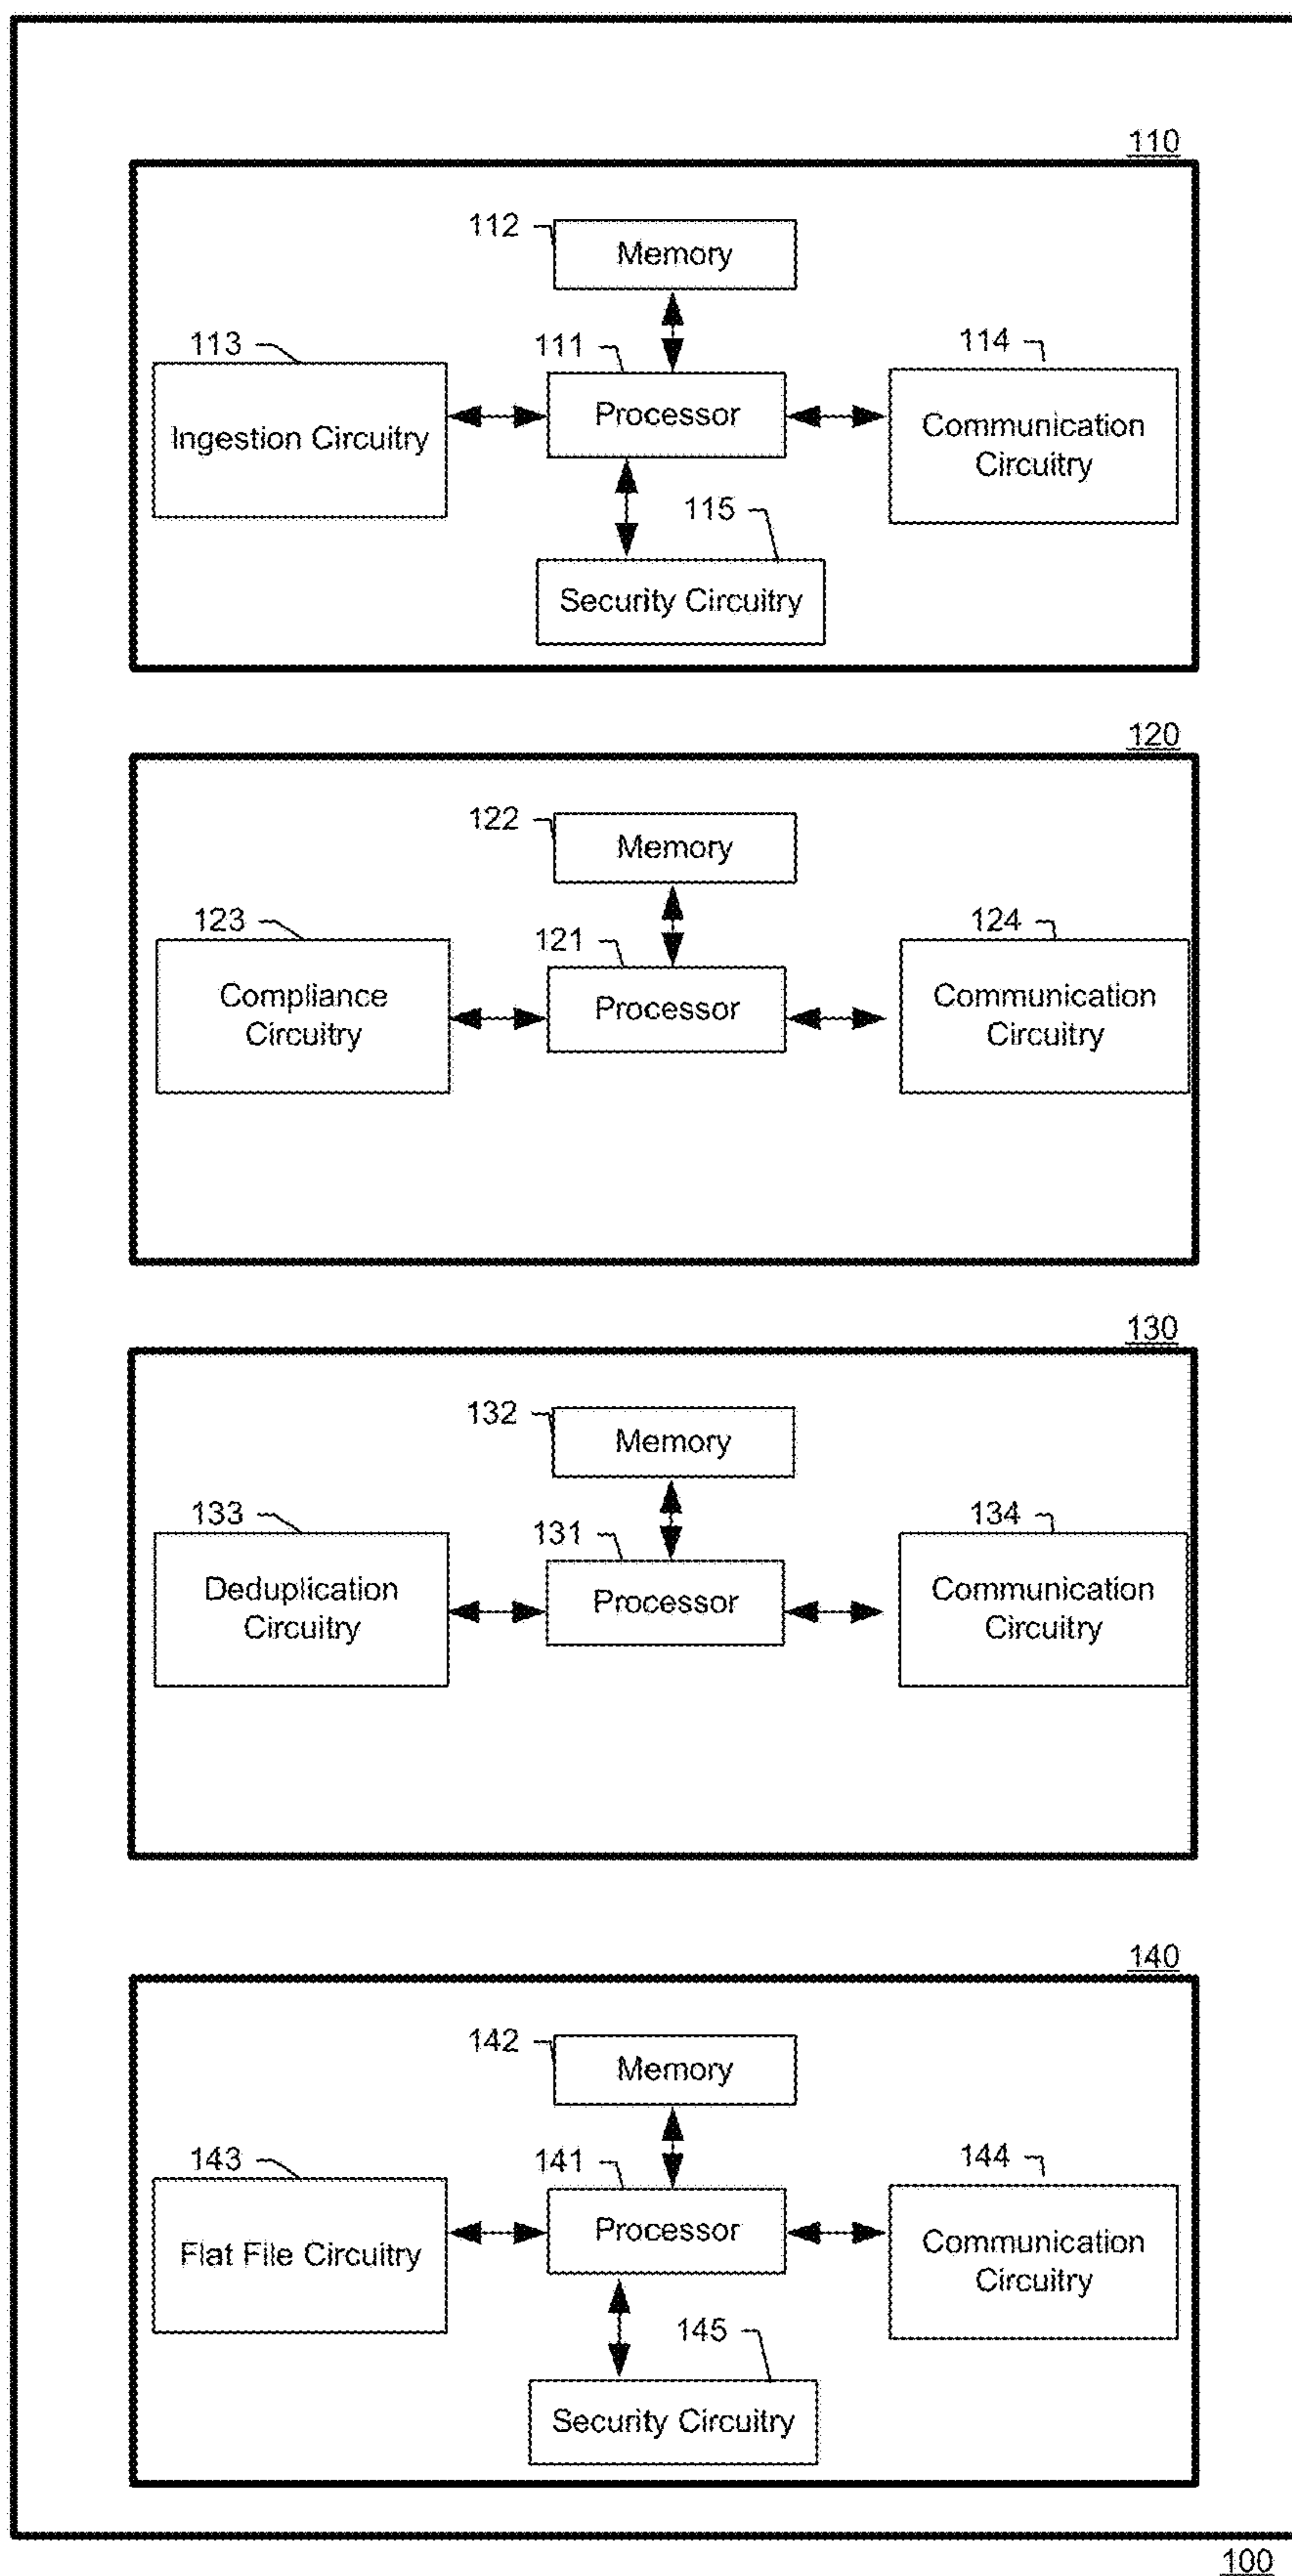 110
112
Memory
113
111
114
Ingestion Circuitry
Processor
Communication
Circuitry
115
Security Circuitry
120
122
Memory
123
121
124
Compliance
Circuitry
Processor
Communication
Circuitry
130
132
Memory
133
131
134
Deduplication
Circuitry
Processor
Communication
Circuitry
140
142
Memory
143
141
144
Flat File Circuitry
Processor
Communication
Circuitry
145
Security Circuitry
100